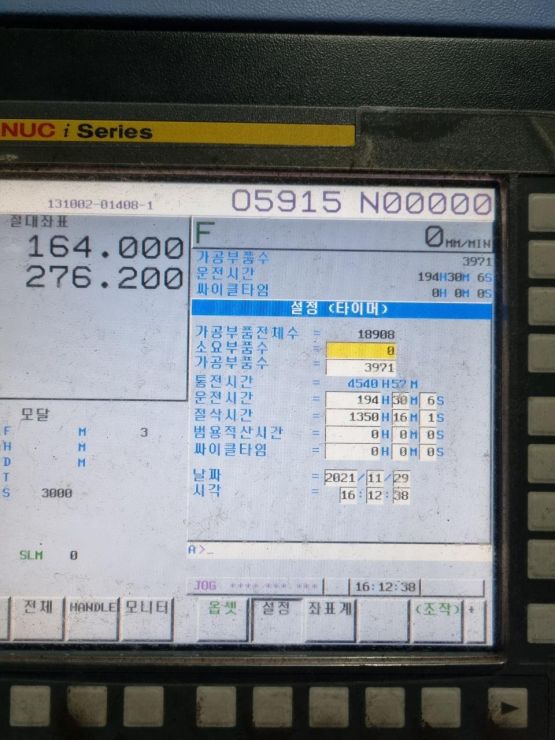 NUC i Series
131002-01408-1 O5915 N00000
절대좌표
164.000
276.200
F 0 MM/MIN
가공부품수 3971
운전시간 194H30M 6S
싸이클타임 0H 0M 0S
설정 (타이머)
가공부품전체수 = 18908
소요부품수 = 0
가공부품수 = 3971
통전시간 = 4540H57M
운전시간 = 194H30M 6S
절삭시간 = 1350H16M 1S
범용적산시간 = 0H 0M 0S
싸이클타임 = 0H 0M 0S
날짜 = 2021/11/29
시각 = 16:12:38
모달
F M 3
H M
D M
T
S 3000
SLM 0
A>_
JOG **** *** *** 16:12:38
전체 HANDLE 모니터 옵셋 설정 좌표계 (조작) +